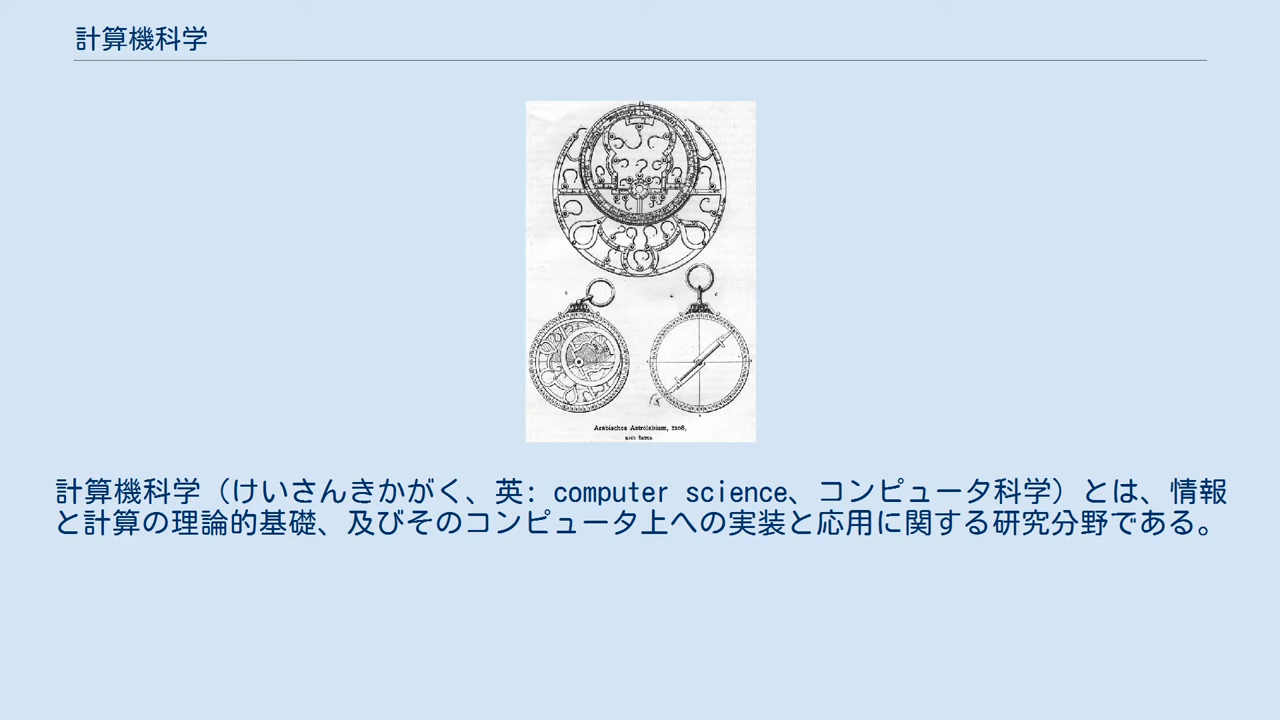 計算機科学
Arabisches Astrolabium, 1208,
計算機科学（けいさんきかがく、英: computer science、コンピュータ科学）とは、情報
と計算の理論的基礎、及びそのコンピュータ上への実装と応用に関する研究分野である。